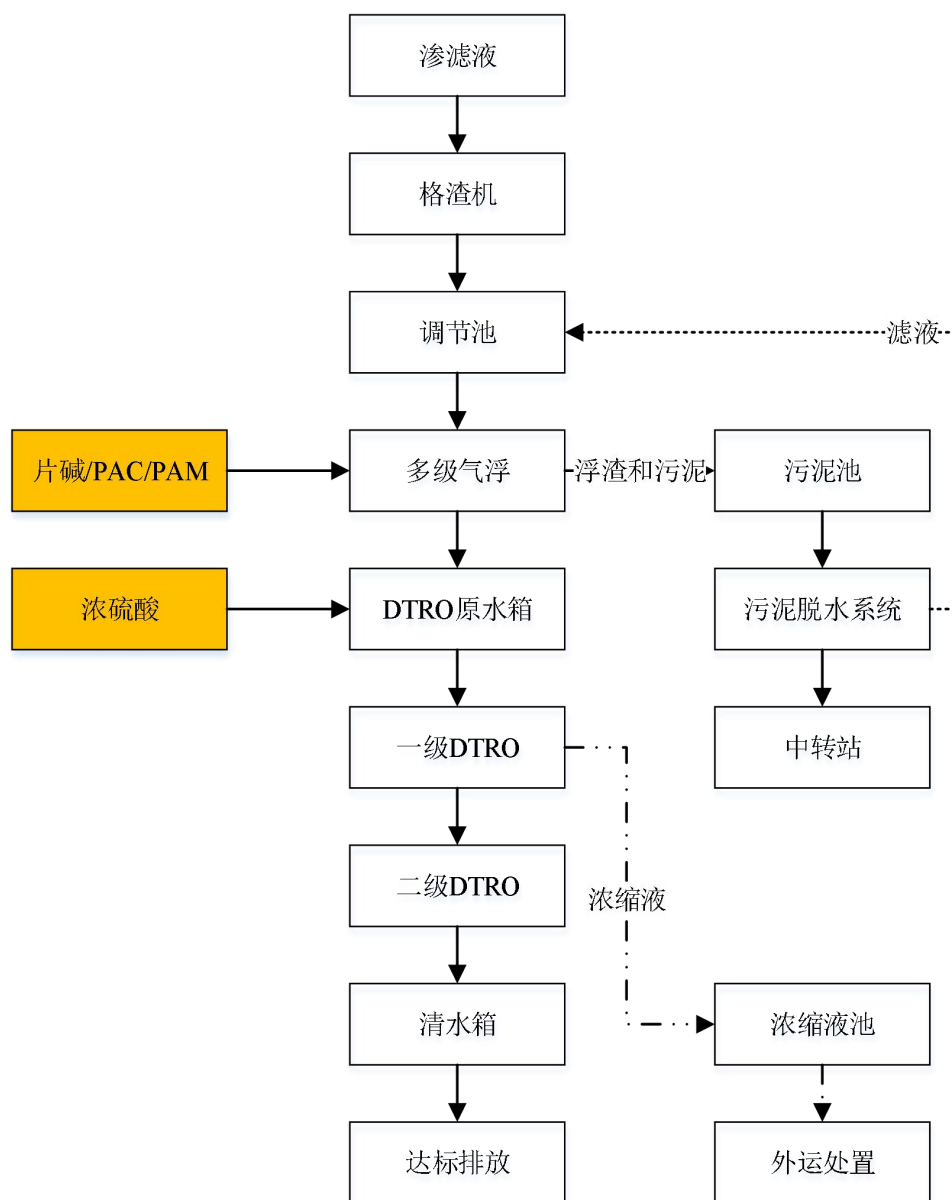 渗滤液
格渣机
调节池
滤液
片碱/PAC/PAM
多级气浮
浮渣和污泥
污泥池
浓硫酸
DTRO原水箱
污泥脱水系统
一级DTRO
中转站
二级DTRO
浓缩液
清水箱
浓缩液池
达标排放
外运处置